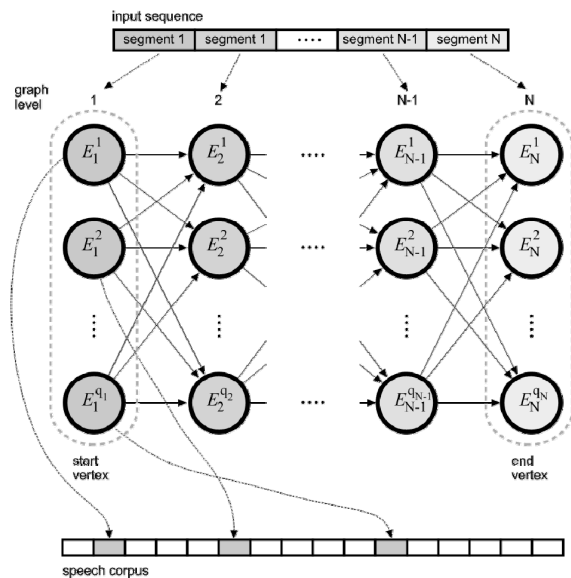 input sequence
segment 1 segment 1 .... segment N-1 segment N
graph level
1 2 N-1 N
E_1^1 E_2^1 .... E_{N-1}^1 E_N^1
E_1^2 E_2^2 .... E_{N-1}^2 E_N^2
E_1^{q_1} E_2^{q_2} .... E_{N-1}^{q_{N-1}} E_N^{q_N}
start
vertex
end
vertex
speech corpus